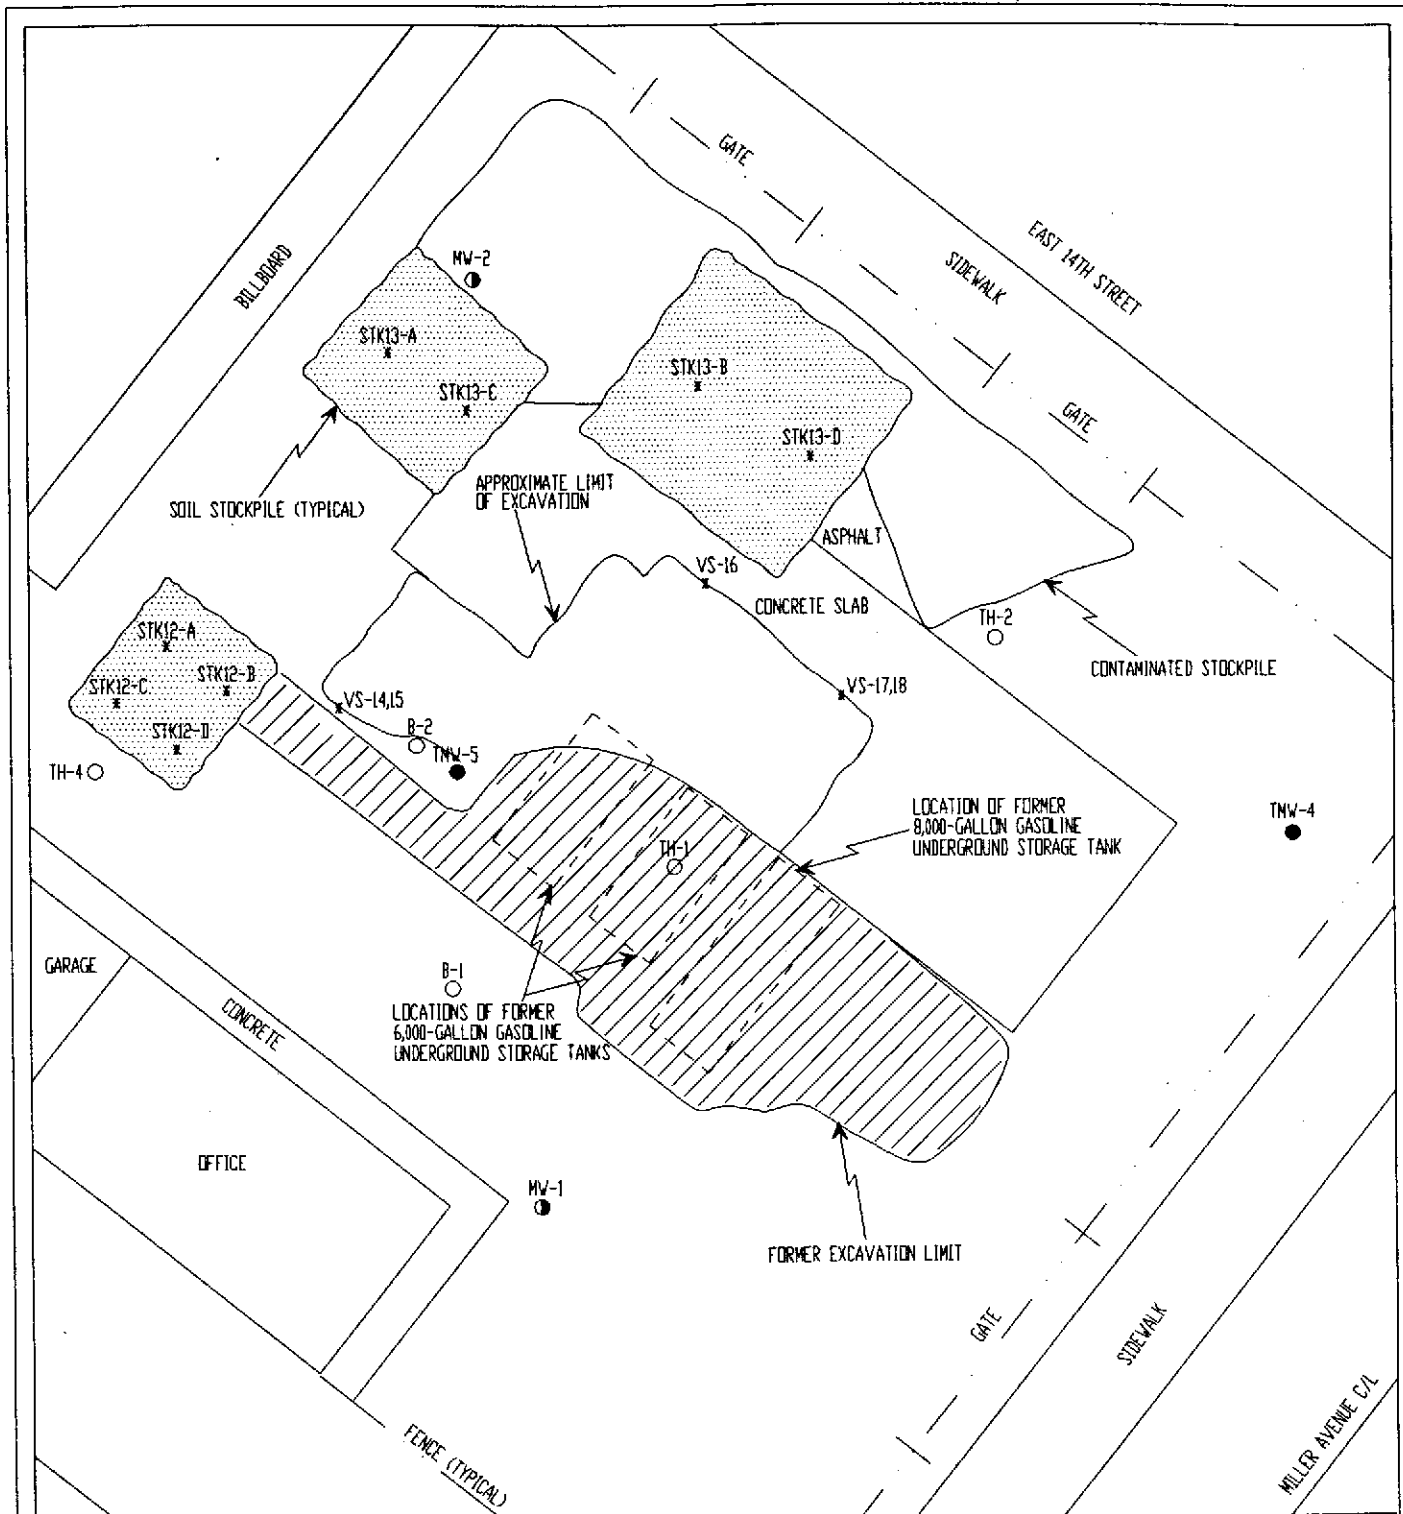 GATE
EAST 14TH STREET
SIDEWALK
BILLBOARD
MW-2
STK13-A
STK13-C
STK13-B
STK13-D
GATE
SOIL STOCKPILE (TYPICAL)
APPROXIMATE LIMIT
OF EXCAVATION
ASPHALT
VS-16
CONCRETE SLAB
TH-2
CONTAMINATED STOCKPILE
STK12-A
STK12-B
STK12-C
STK12-D
VS-14,15
VS-17,18
B-2
TMW-5
TH-4
LOCATION OF FORMER
8,000-GALLON GASOLINE
UNDERGROUND STORAGE TANK
TMW-4
TH-1
GARAGE
B-1
LOCATIONS OF FORMER
6,000-GALLON GASOLINE
UNDERGROUND STORAGE TANKS
CONCRETE
OFFICE
MW-1
FORMER EXCAVATION LIMIT
GATE
SIDEWALK
MILLER AVENUE C/L
FENCE (TYPICAL)